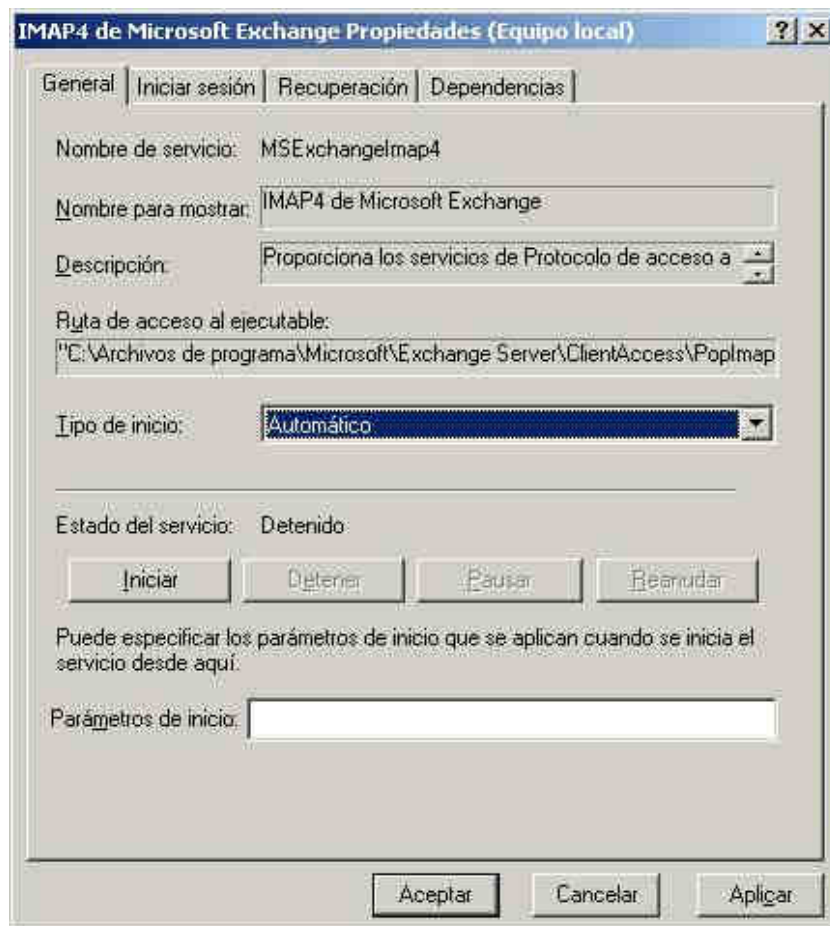 IMAP4 de Microsoft Exchange Propiedades (Equipo local)
General Iniciar sesión Recuperación Dependencias
Nombre de servicio: MSExchangeImap4
Nombre para mostrar: IMAP4 de Microsoft Exchange
Descripción: Proporciona los servicios de Protocolo de acceso a
Ruta de acceso al ejecutable:
"C:\Archivos de programa\Microsoft\Exchange Server\ClientAccess\PopImap
Tipo de inicio: Automático
Estado del servicio: Detenido
Iniciar Detener Pausar Reanudar
Puede especificar los parámetros de inicio que se aplican cuando se inicia el
servicio desde aquí.
Parámetros de inicio:
Aceptar Cancelar Aplicar